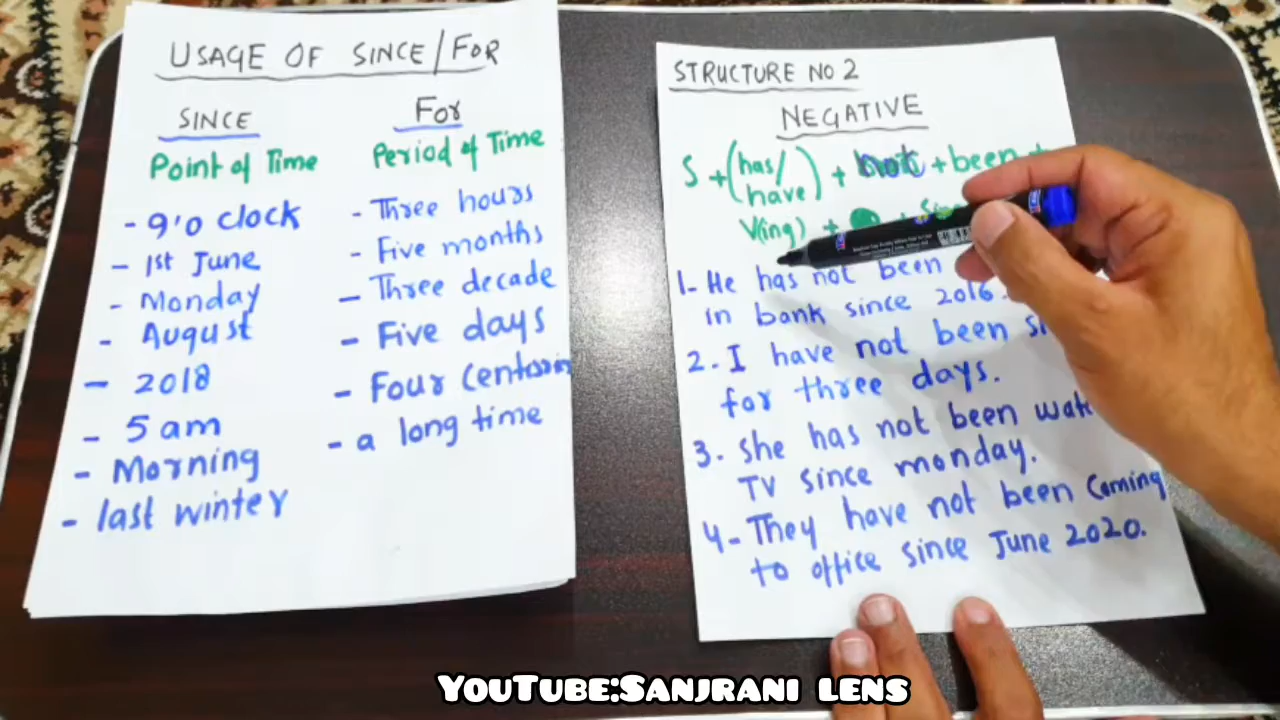 USAGE OF SINCE/FOR
SINCE
Point of Time
- 9'o clock
- 1st June
- Monday
- August
- 2018
- 5 am
- Morning
- last winter
For
Period of Time
- Three hours
- Five months
- Three decade
- Five days
- Four
- a long time
STRUCTURE NO 2
NEGATIVE
S + (has/
have) + not + been +
V(ing) + +
1- He has not been
in bank since 2016.
2. I have not been
for three days.
3. She has not been
TV since monday.
4- They have not been Coming
to office since June 2020.
YouTube:Sanjrani lens